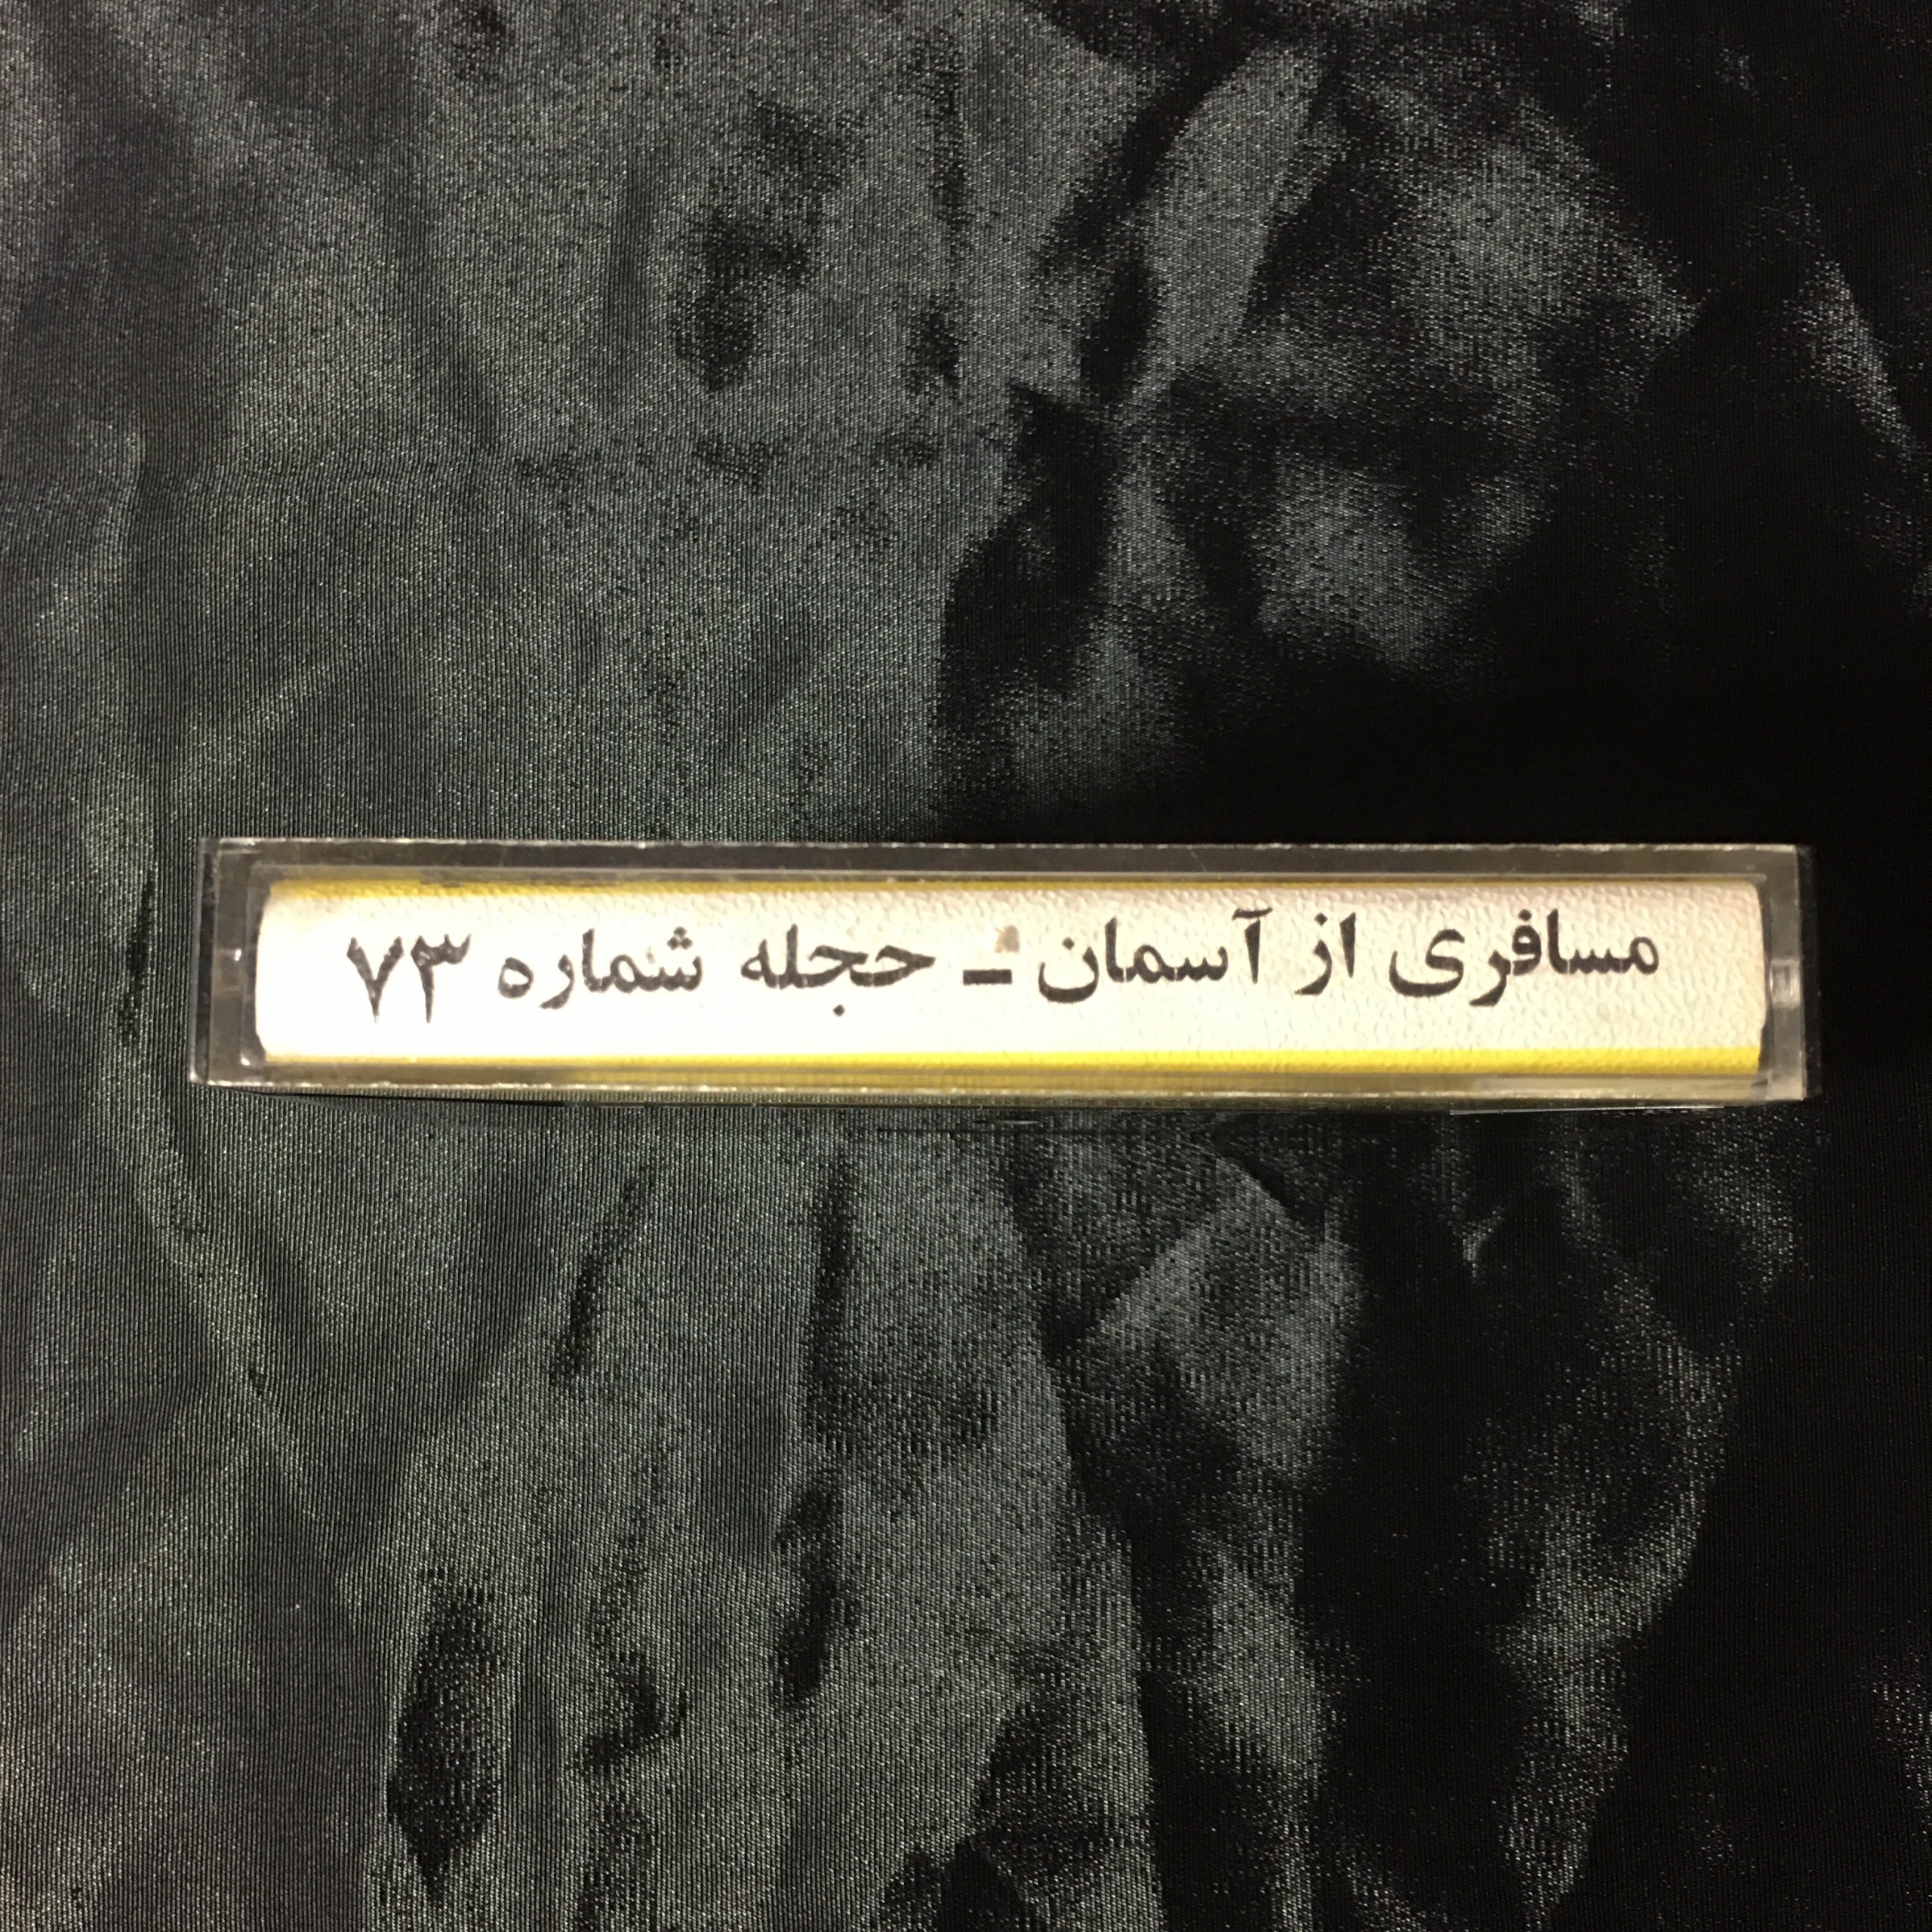 مسافری از آسمان ـ حجله شماره ۷۳